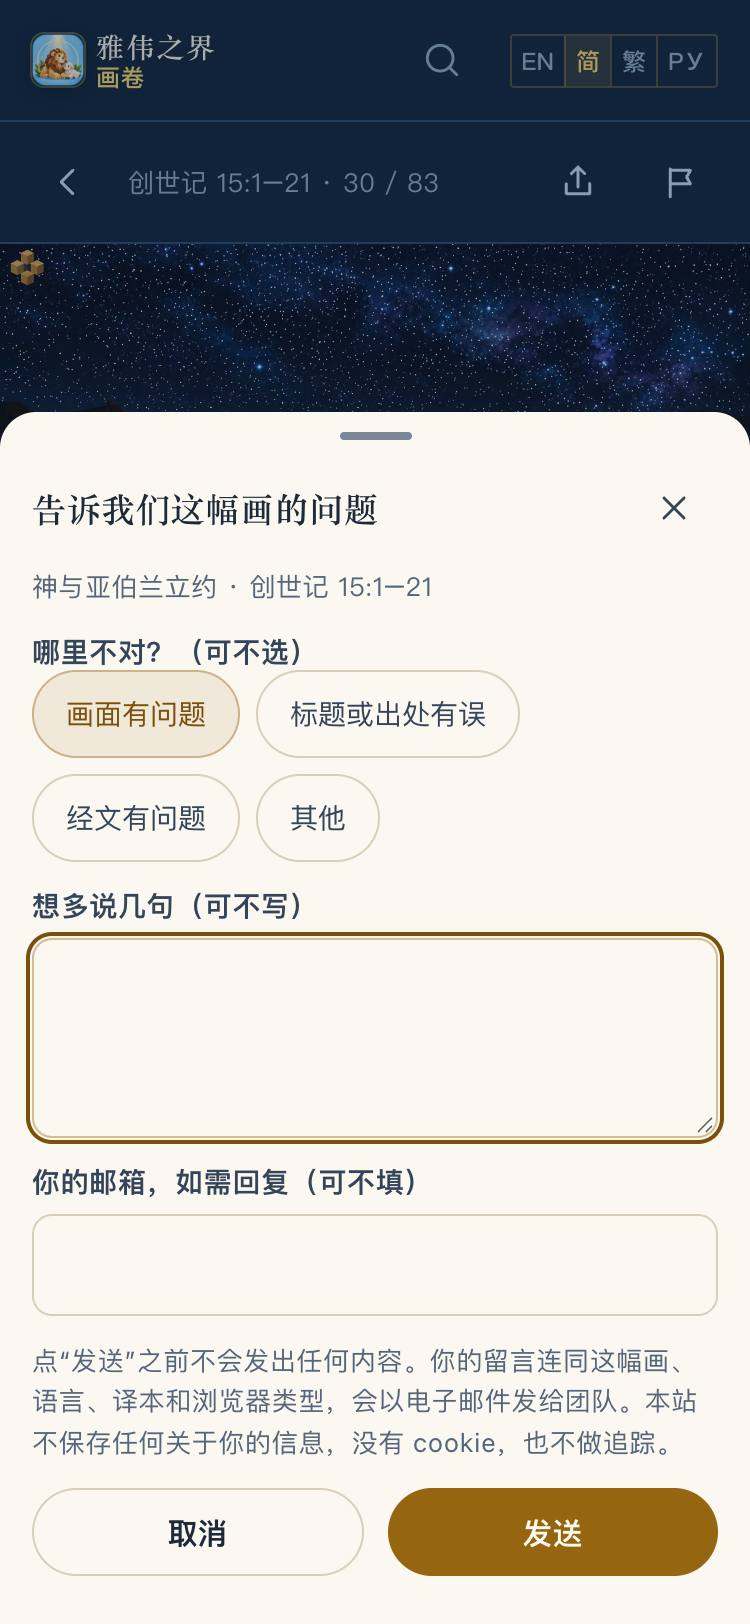 雅伟之界
画卷
EN 简 繁 РУ
创世记 15:1—21 · 30 / 83
告诉我们这幅画的问题
神与亚伯兰立约 · 创世记 15:1—21
哪里不对？（可不选）
画面有问题 标题或出处有误
经文有问题 其他
想多说几句（可不写）
你的邮箱，如需回复（可不填）
点“发送”之前不会发出任何内容。你的留言连同这幅画、
语言、译本和浏览器类型，会以电子邮件发给团队。本站
不保存任何关于你的信息，没有 cookie，也不做追踪。
取消 发送